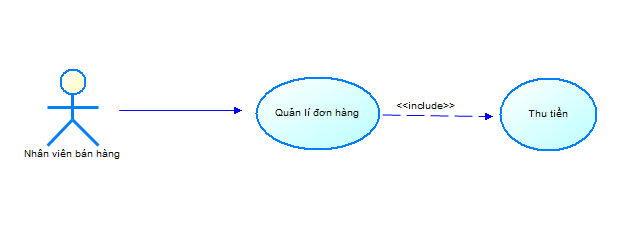 <<include>>
Quản lí đơn hàng
Thu tiền
Nhân viên bán hàng